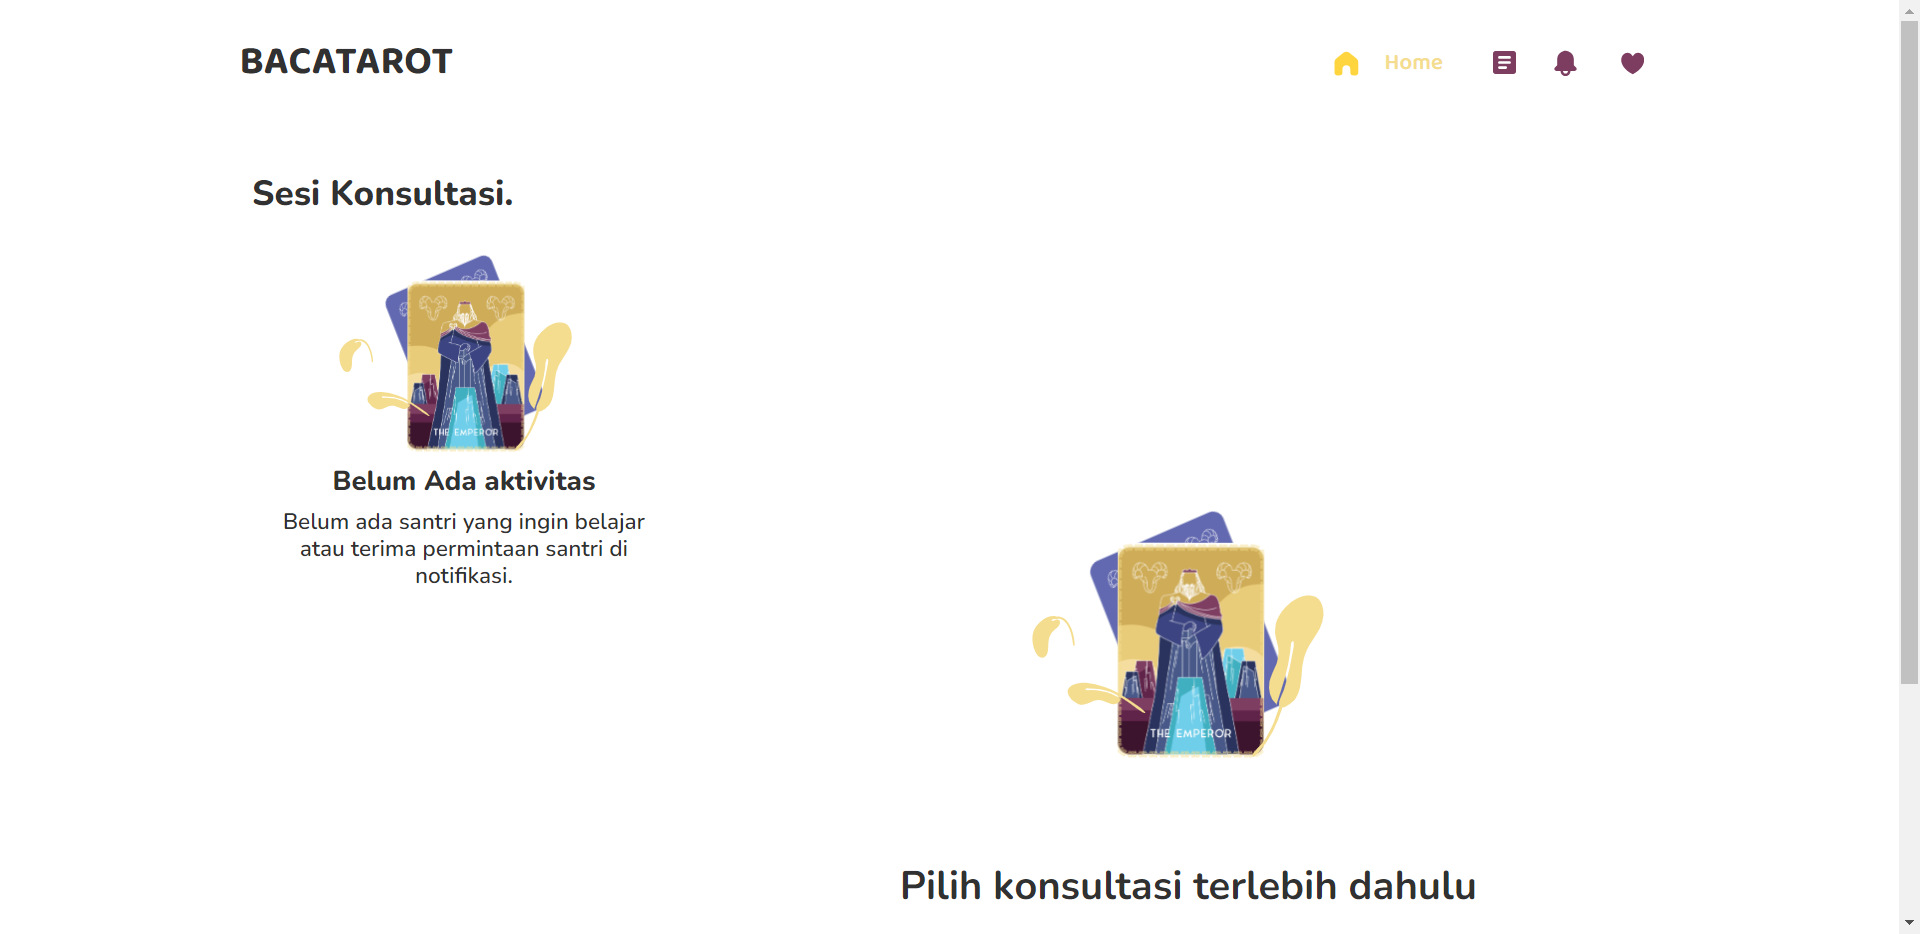 BACATAROT
Home
Sesi Konsultasi.
THE EMPEROR
Belum Ada aktivitas
Belum ada santri yang ingin belajar
atau terima permintaan santri di
notifikasi.
THE EMPEROR
Pilih konsultasi terlebih dahulu